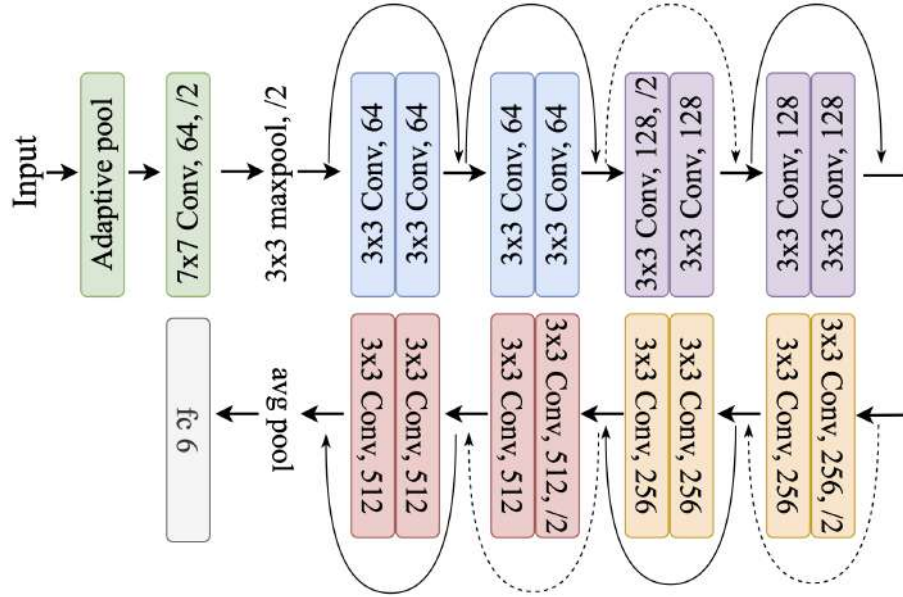 Input
Adaptive pool
7x7 Conv, 64, /2
3x3 maxpool, /2
3x3 Conv, 64
3x3 Conv, 64
3x3 Conv, 64
3x3 Conv, 64
3x3 Conv, 128, /2
3x3 Conv, 128
3x3 Conv, 128
3x3 Conv, 128
3x3 Conv, 256, /2
3x3 Conv, 256
3x3 Conv, 256
3x3 Conv, 256
3x3 Conv, 512, /2
3x3 Conv, 512
3x3 Conv, 512
3x3 Conv, 512
avg pool
fc 6